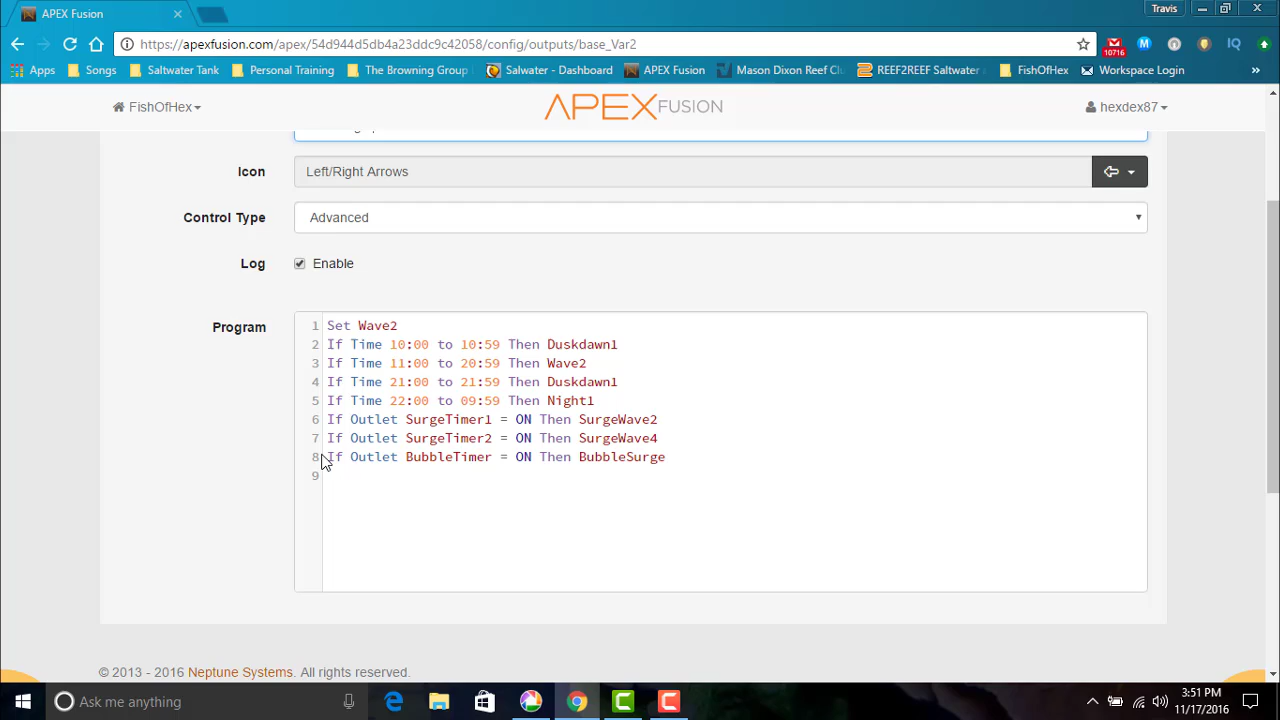 APEX Fusion
Travis
https://apexfusion.com/apex/54d944d5db4a23ddc9c42058/config/outputs/base_Var2
10716
Apps
Songs
Saltwater Tank
Personal Training
The Browning Group
Salwater - Dashboard
APEX Fusion
Mason Dixon Reef Clu
REEF2REEF Saltwater
FishOfHex
Workspace Login
FishOfHex
APEX FUSION
hexdex87
Icon
Left/Right Arrows
Control Type
Advanced
Log
Enable
Program
1 Set Wave2
2 If Time 10:00 to 10:59 Then Duskdawn1
3 If Time 11:00 to 20:59 Then Wave2
4 If Time 21:00 to 21:59 Then Duskdawn1
5 If Time 22:00 to 09:59 Then Night1
6 If Outlet SurgeTimer1 = ON Then SurgeWave2
7 If Outlet SurgeTimer2 = ON Then SurgeWave4
8 If Outlet BubbleTimer = ON Then BubbleSurge
9
© 2013 - 2016 Neptune Systems. All rights reserved.
Ask me anything
3:51 PM
11/17/2016